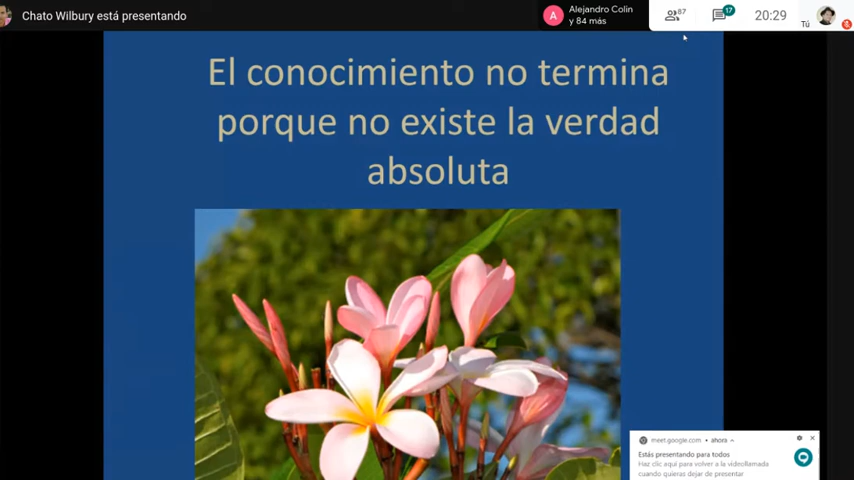 Chato Wilbury está presentando
A
Alejandro Colin
y 84 más
87
17
20:29
Tú
El conocimiento no termina
porque no existe la verdad
absoluta
meet.google.com • ahora
Estás presentando para todos
Haz clic aquí para volver a la videollamada
cuando quieras dejar de presentar